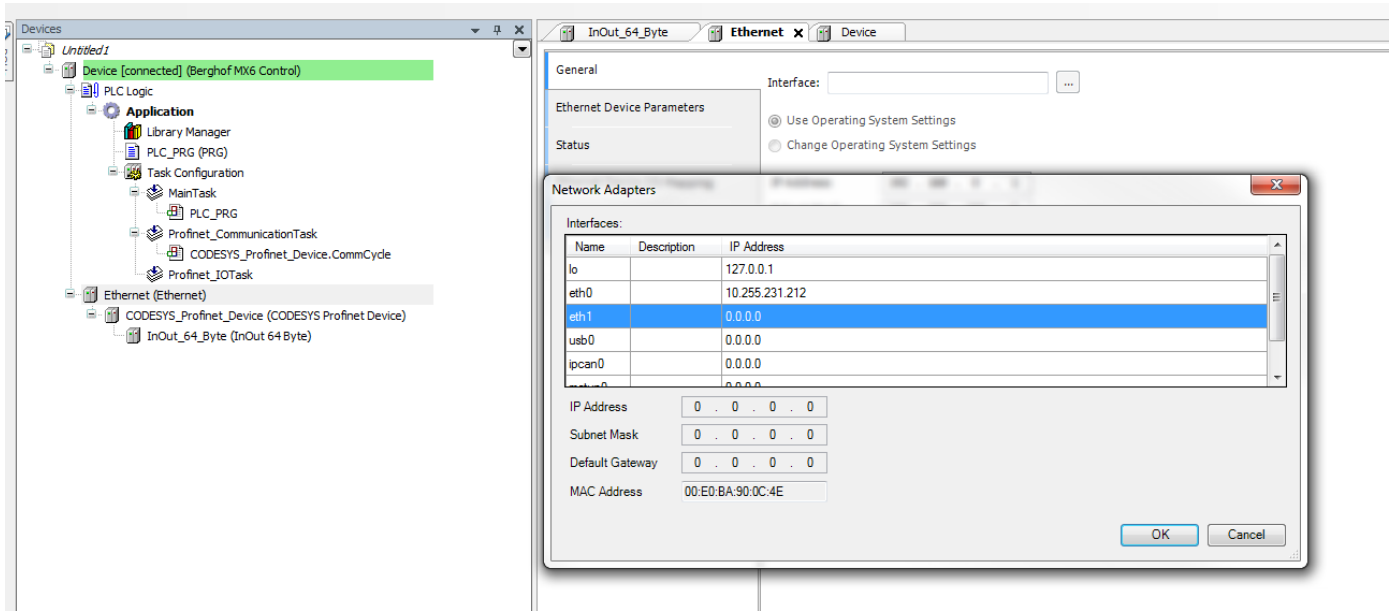 Devices
Untitled1
Device [connected] (Berghof MX6 Control)
PLC Logic
Application
Library Manager
PLC_PRG (PRG)
Task Configuration
MainTask
PLC_PRG
Profinet_CommunicationTask
CODESYS_Profinet_Device.CommCycle
Profinet_IOTask
Ethernet (Ethernet)
CODESYS_Profinet_Device (CODESYS Profinet Device)
InOut_64_Byte (InOut 64 Byte)
InOut_64_Byte Ethernet Device
General
Ethernet Device Parameters
Status
Interface: ...
Use Operating System Settings
Change Operating System Settings
Network Adapters
Interfaces:
Name Description IP Address
lo 127.0.0.1
eth0 10.255.231.212
eth1 0.0.0.0
usb0 0.0.0.0
ipcan0 0.0.0.0
IP Address 0 . 0 . 0 . 0
Subnet Mask 0 . 0 . 0 . 0
Default Gateway 0 . 0 . 0 . 0
MAC Address 00:E0:BA:90:0C:4E
OK Cancel